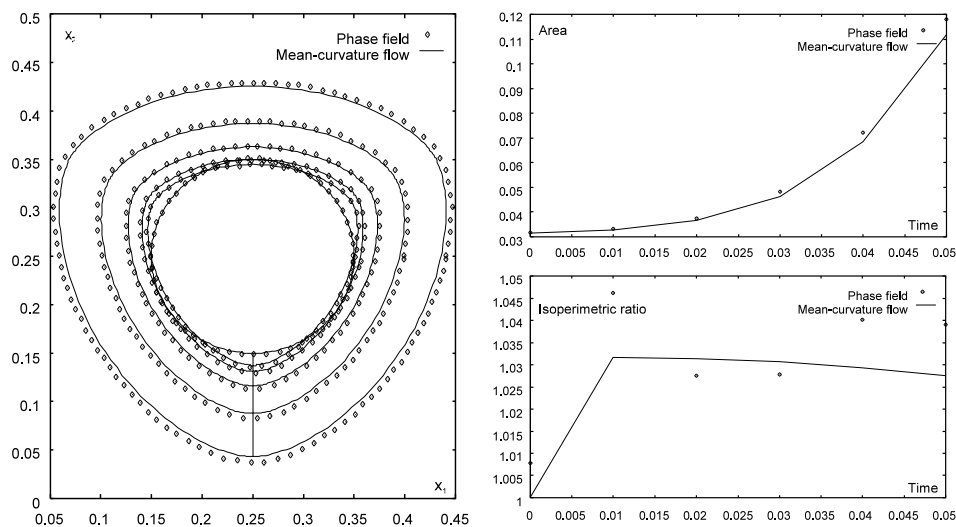 0.5
0.45
0.4
0.35
0.3
0.25
0.2
0.15
0.1
0.05
0
x₂
Phase field
Mean-curvature flow
x₁
0.05 0.1 0.15 0.2 0.25 0.3 0.35 0.4 0.45
0.12
0.11
0.1
0.09
0.08
0.07
0.06
0.05
0.04
0.03
Area
Phase field
Mean-curvature flow
Time
0 0.005 0.01 0.015 0.02 0.025 0.03 0.035 0.04 0.045 0.05
1.05
1.045
1.04
1.035
1.03
1.025
1.02
1.015
1.01
1.005
1
Isoperimetric ratio
Phase field
Mean-curvature flow
Time
0 0.005 0.01 0.015 0.02 0.025 0.03 0.035 0.04 0.045 0.05